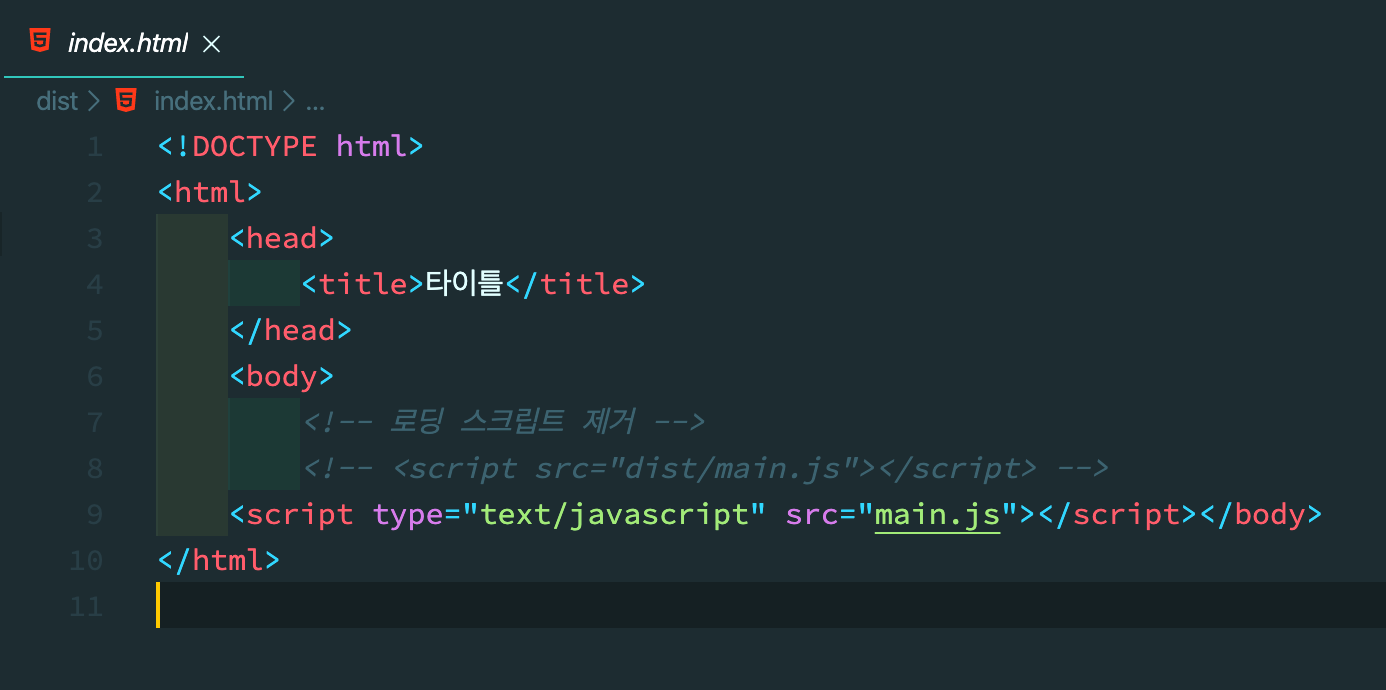 index.html
dist > index.html > ...
1 <!DOCTYPE html>
2 <html>
3 <head>
4 <title>타이틀</title>
5 </head>
6 <body>
7 <!-- 로딩 스크립트 제거 -->
8 <!-- <script src="dist/main.js"></script> -->
9 <script type="text/javascript" src="main.js"></script></body>
10 </html>
11